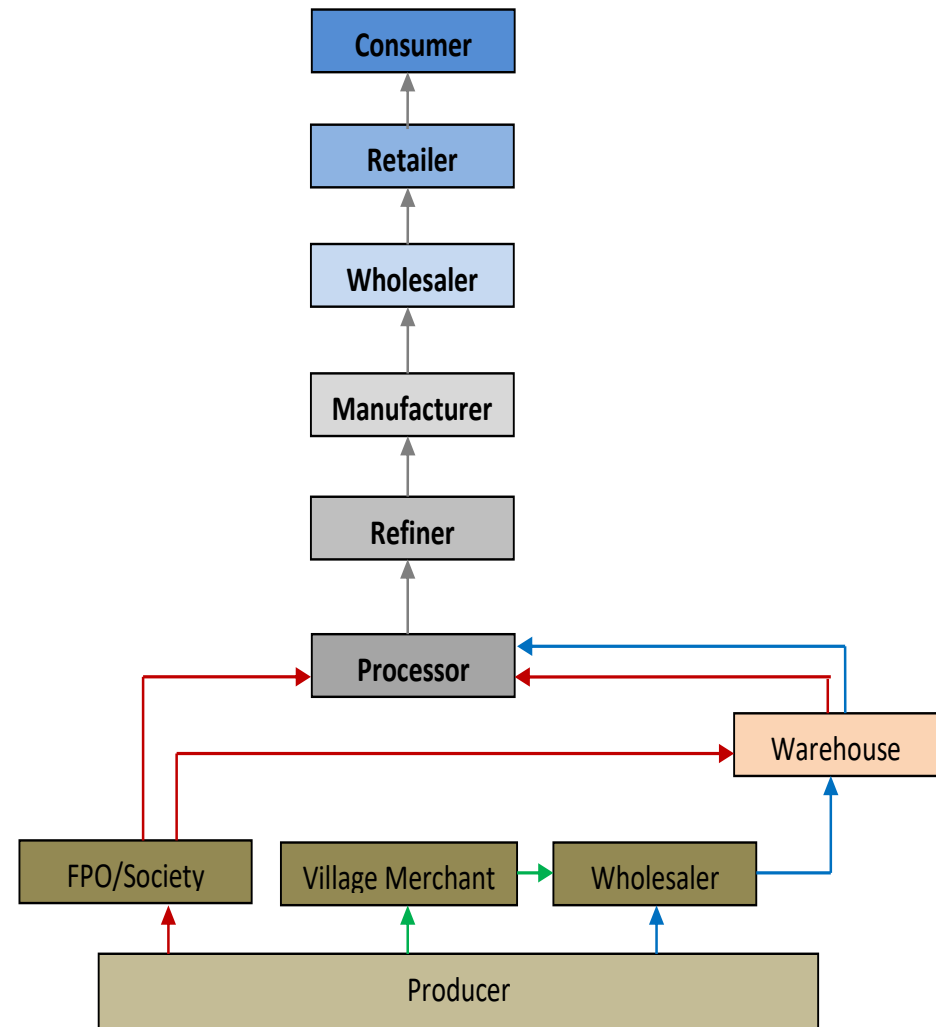 Consumer
Retailer
Wholesaler
Manufacturer
Refiner
Processor
Warehouse
FPO/Society
Village Merchant
Wholesaler
Producer